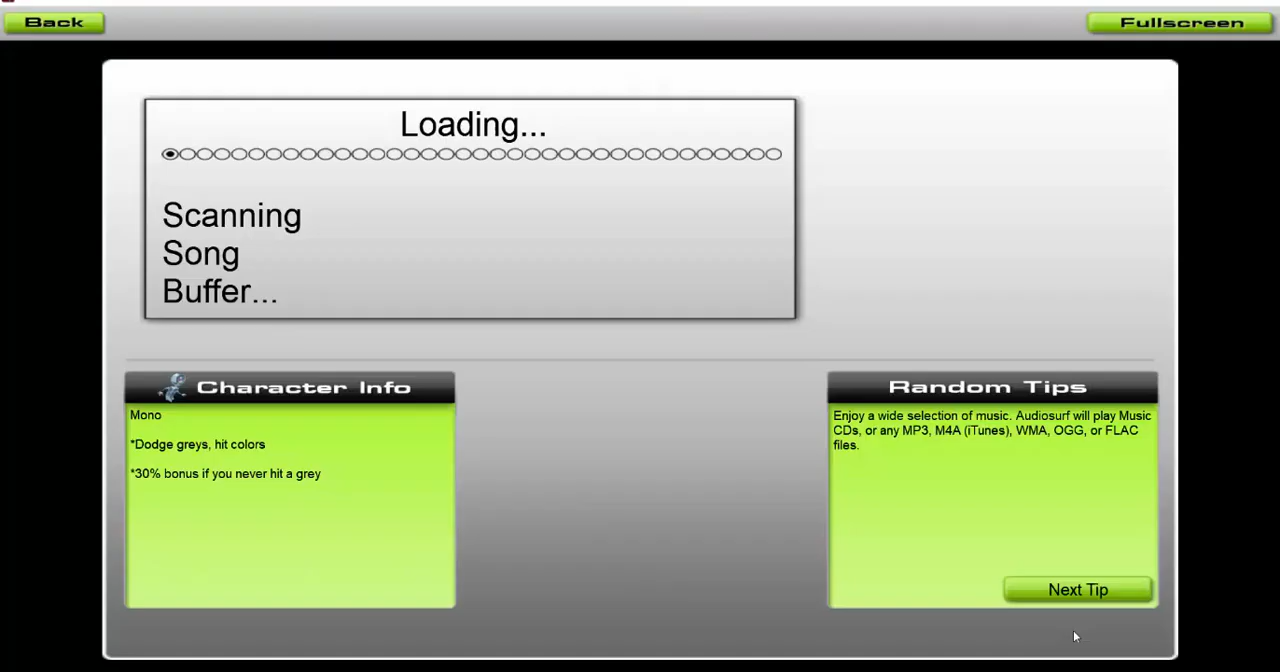 Back
Fullscreen
Loading...
Scanning
Song
Buffer...
Character Info
Mono
*Dodge greys, hit colors
*30% bonus if you never hit a grey
Random Tips
Enjoy a wide selection of music. Audiosurf will play Music
CDs, or any MP3, M4A (iTunes), WMA, OGG, or FLAC
files.
Next Tip